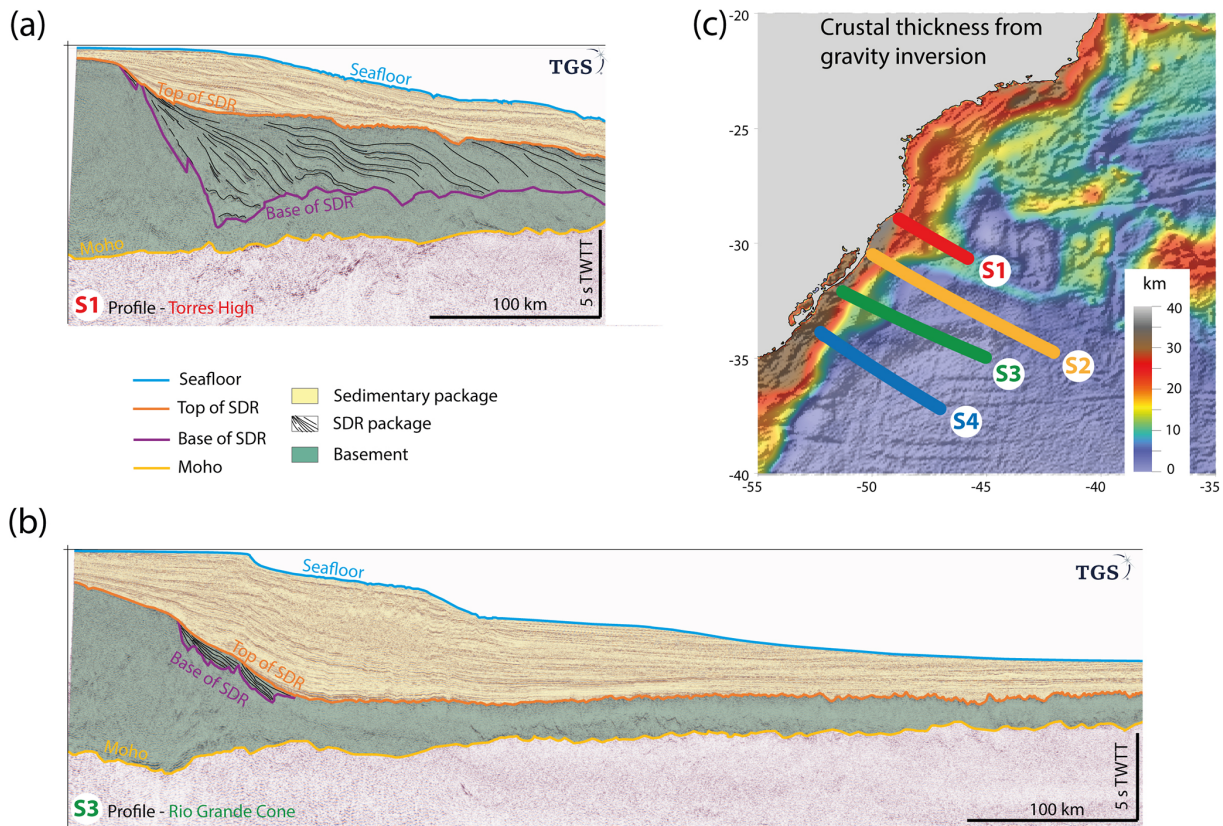 (a)
TGS
Seafloor
Top of SDR
Base of SDR
Moho
S1 Profile - Torres High
100 km
5 s TWTT
Seafloor
Top of SDR
Base of SDR
Moho
Sedimentary package
SDR package
Basement
(c)
Crustal thickness from
gravity inversion
-20
-25
-30
-35
-40
-55
-50
-45
-40
-35
S1
S2
S3
S4
km
40
30
20
10
0
(b)
TGS
Seafloor
Top of SDR
Base of SDR
Moho
S3 Profile - Rio Grande Cone
100 km
5 s TWTT